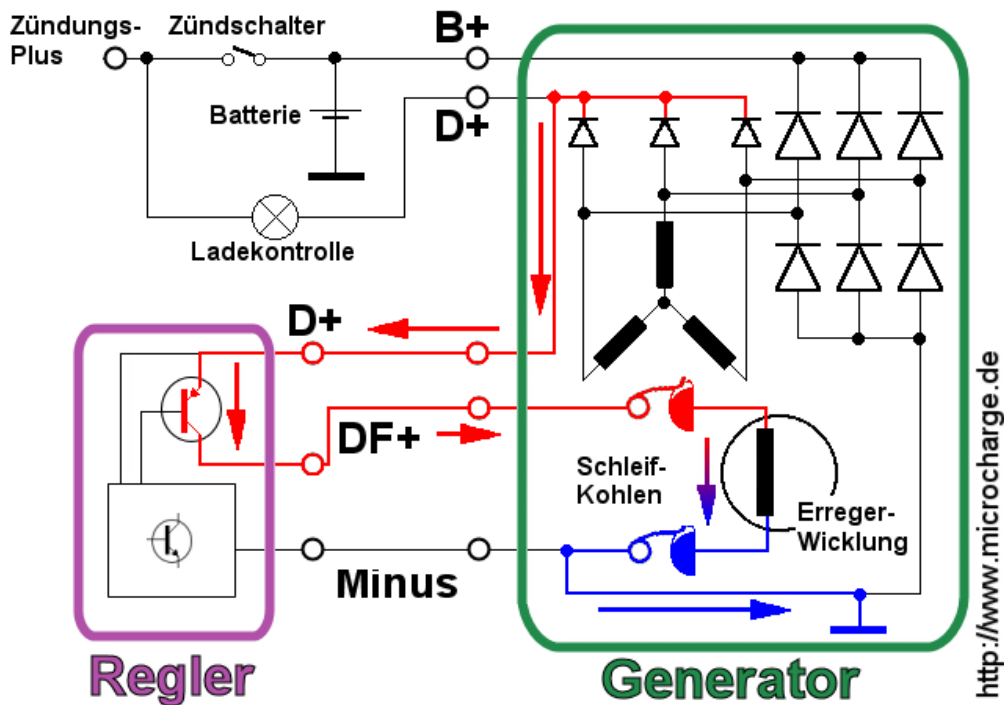 Zündungs-
Plus
Zündschalter
B+
Batterie
D+
Ladekontrolle
D+
DF+
Schleif-
Kohlen
Erreger-
Wicklung
Minus
Regler
Generator
http://www.microcharge.de